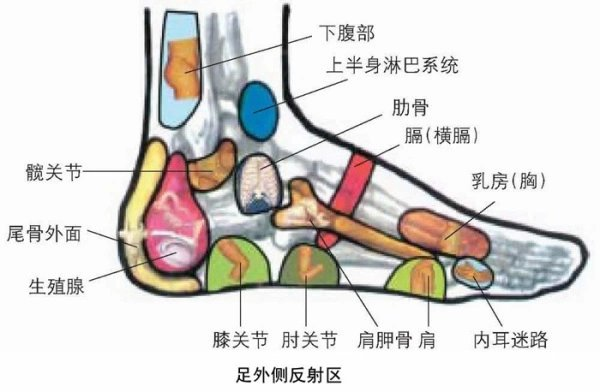 下腹部
上半身淋巴系统
肋骨
膈(横膈)
髋关节
乳房(胸)
尾骨外面
生殖腺
膝关节
肘关节
肩胛骨
肩
内耳迷路
足外侧反射区